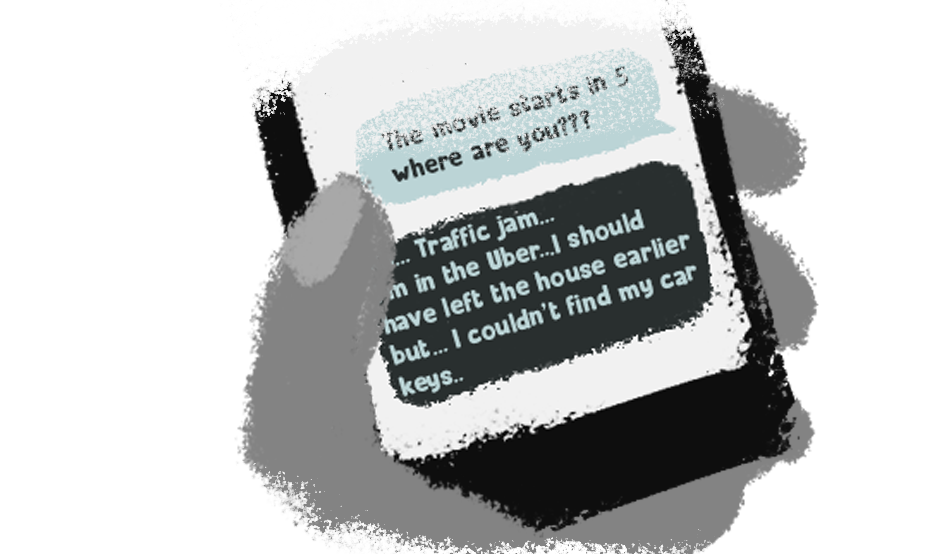 The movie starts in 5
where are you???
... Traffic jam...
m in the Uber..I should
have left the house earlier
but... I couldn't find my car
keys..